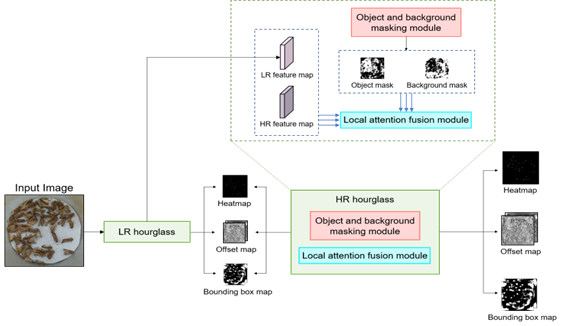 Object and background
masking module
LR feature map
Object mask
Background mask
HR feature map
Local attention fusion module
Input Image
LR hourglass
Heatmap
Offset map
Bounding box map
HR hourglass
Object and background
masking module
Local attention fusion module
Heatmap
Offset map
Bounding box map